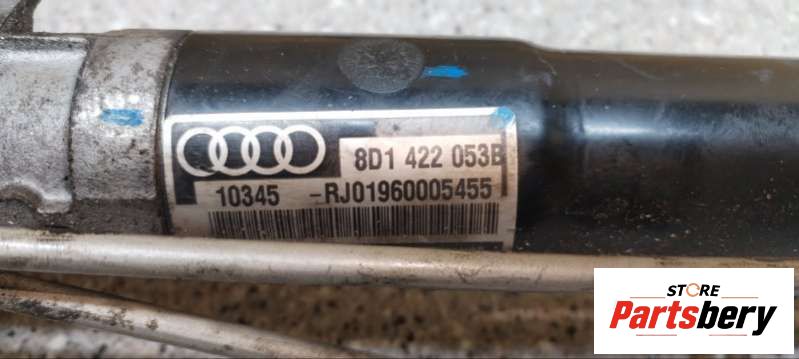 8D1 422 053B
10345 -RJ01960005455
STORE
Partsbery